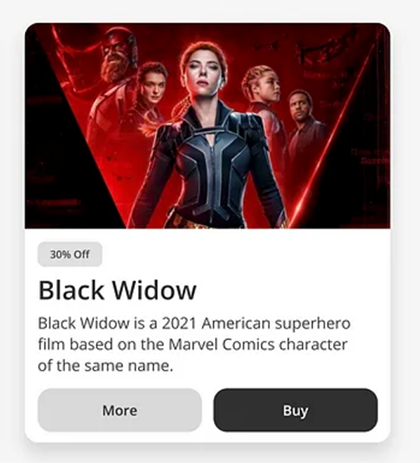 30% Off
Black Widow
Black Widow is a 2021 American superhero
film based on the Marvel Comics character
of the same name.
More
Buy